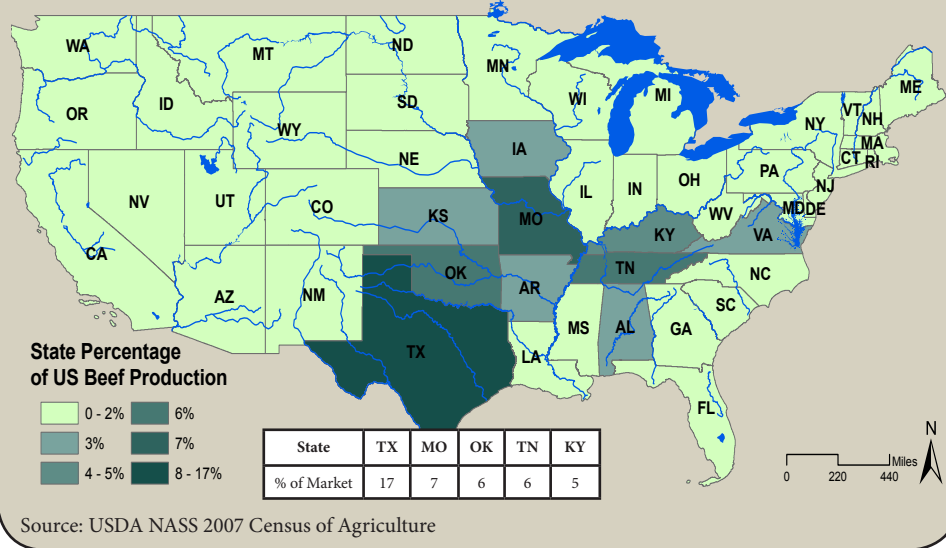 WA
MT
ND
MN
ME
OR
ID
SD
WI
MI
VT
NH
NY
WY
MA
CT
RI
IA
NE
PA
NJ
OH
IL
IN
NV
UT
CO
MD
DE
WV
KS
MO
KY
VA
CA
OK
TN
NC
AZ
NM
AR
SC
MS
AL
GA
TX
LA
FL
State Percentage
of US Beef Production
0 - 2%
6%
3%
7%
4 - 5%
8 - 17%
State TX MO OK TN KY
% of Market 17 7 6 6 5
N
Miles
0 220 440
Source: USDA NASS 2007 Census of Agriculture